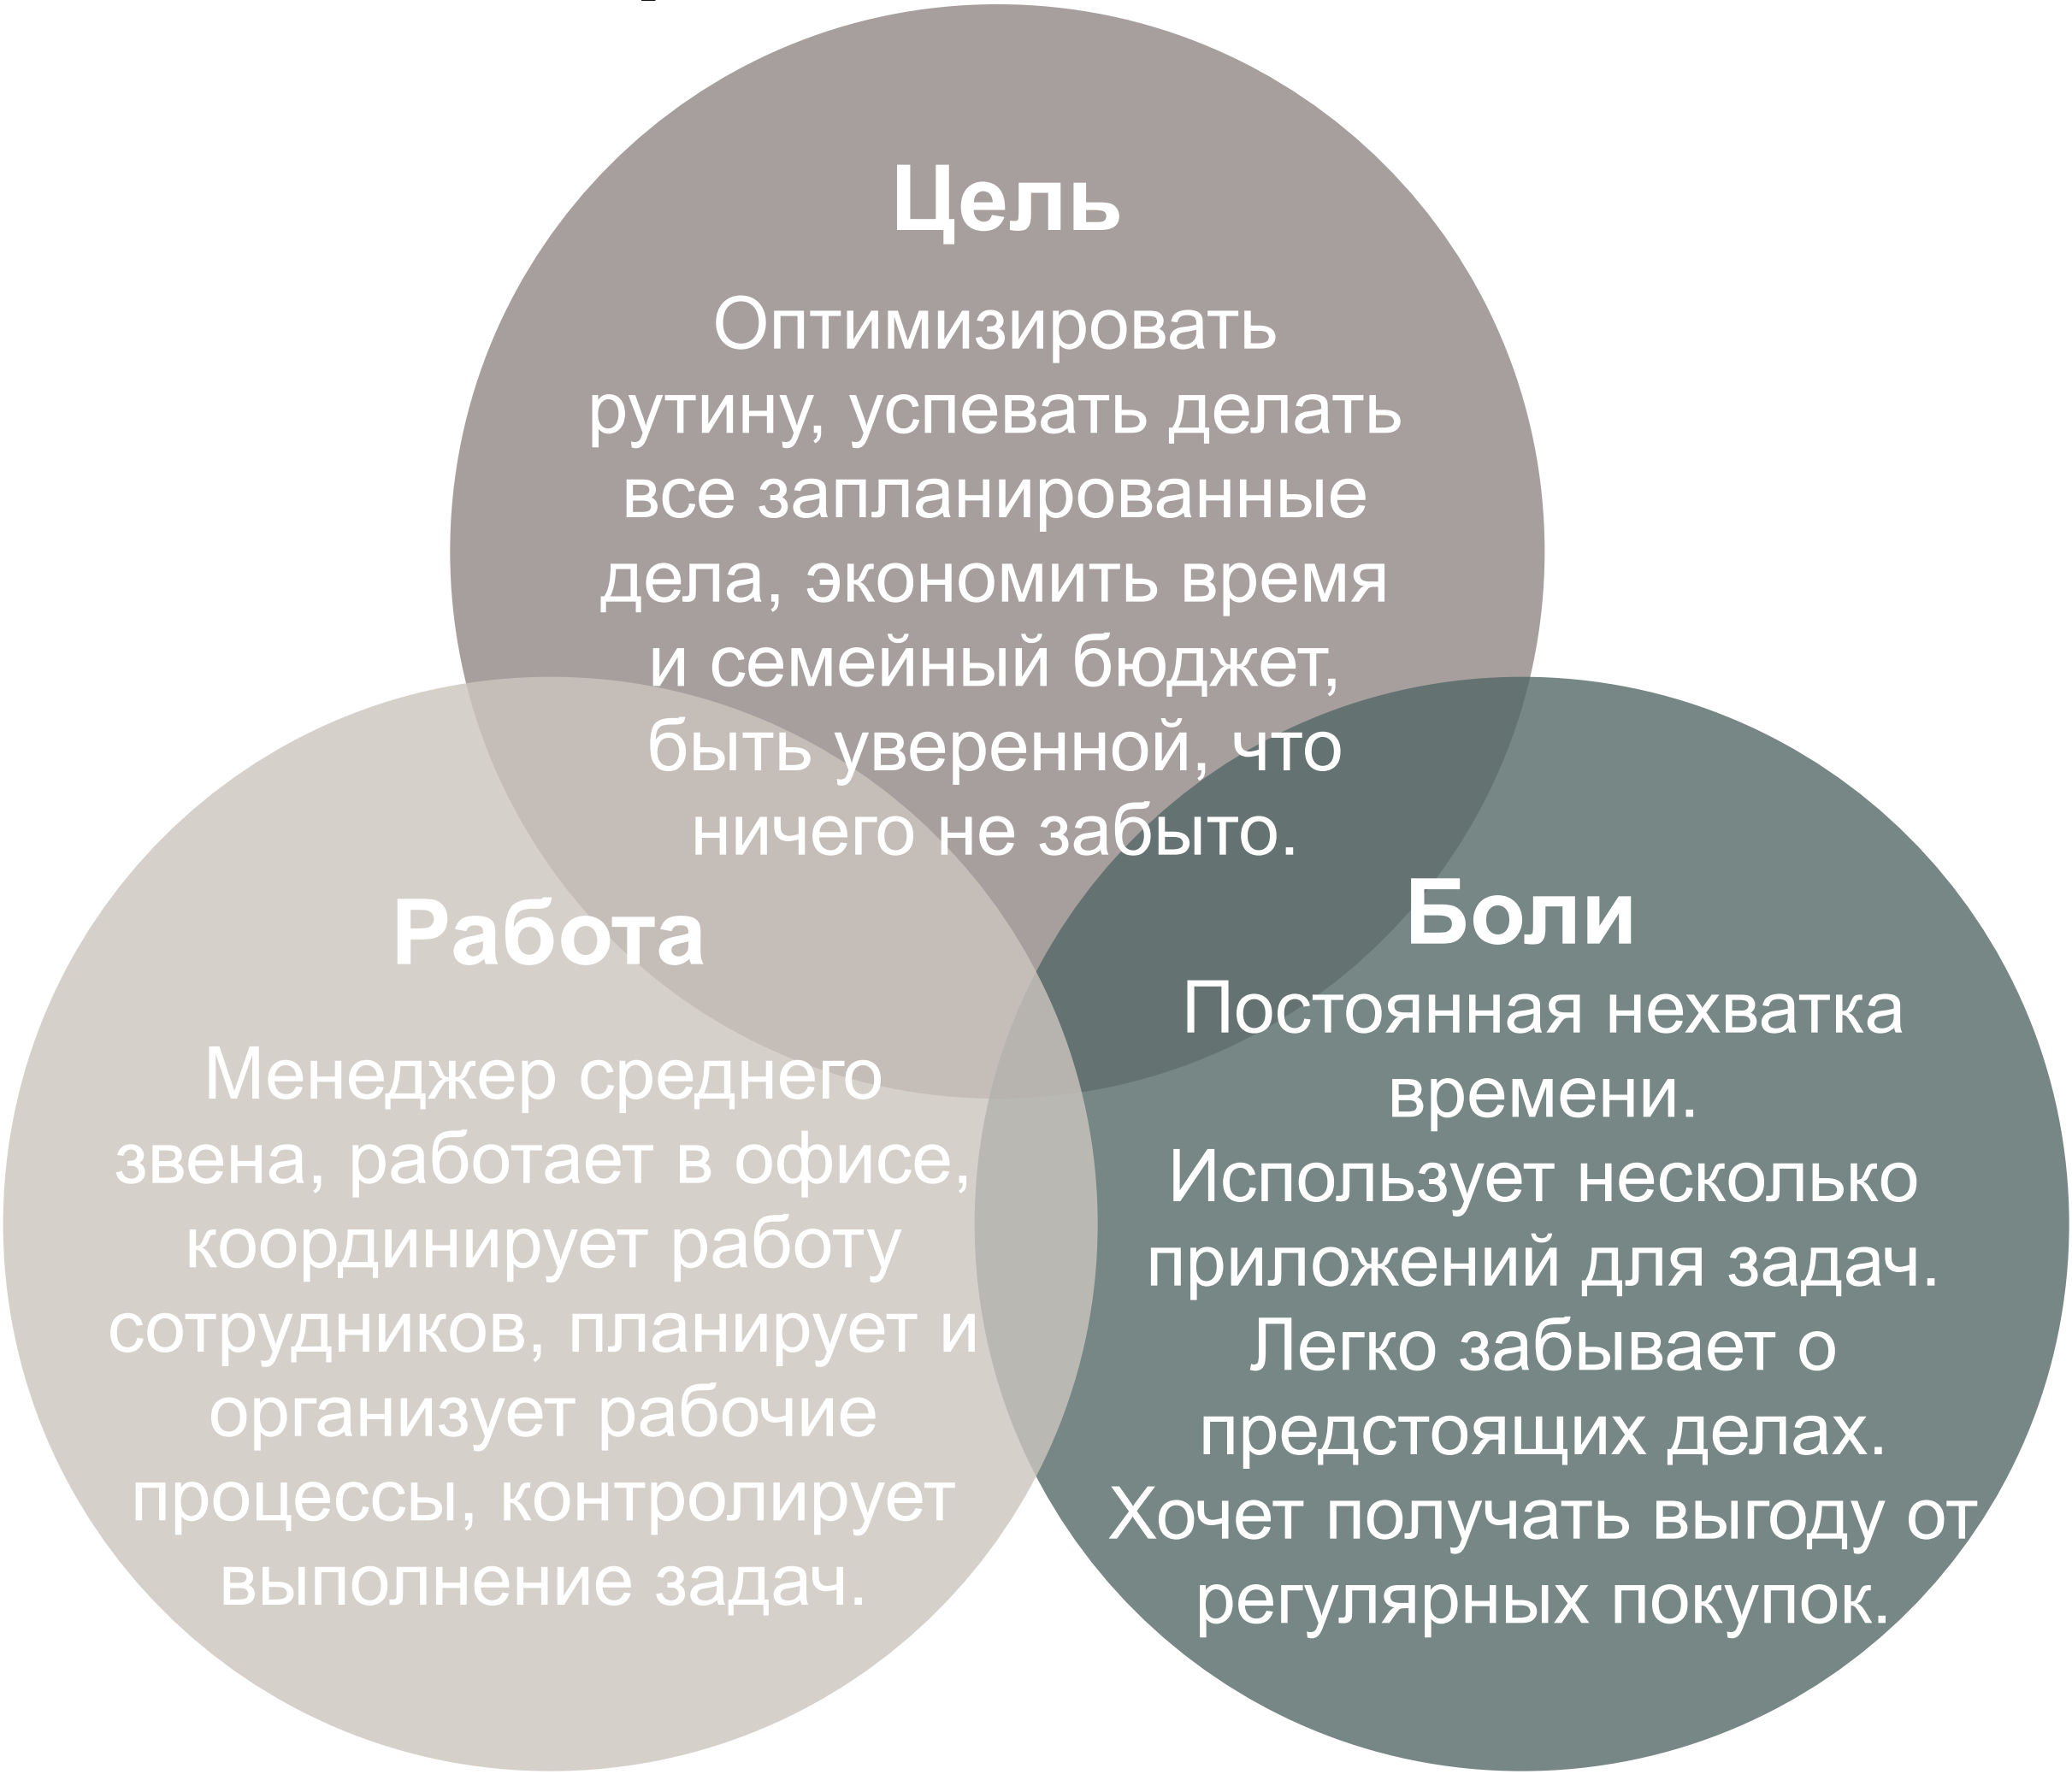 Цель
Оптимизировать
рутину, успевать делать
все запланированные
дела, экономить время
и семейный бюджет,
быть уверенной, что
ничего не забыто.
Работа
Менеджер среднего
звена, работает в офисе,
координирует работу
сотрудников, планирует и
организует рабочие
процессы, контролирует
выполнение задач.
Боли
Постоянная нехватка
времени.
Использует несколько
приложений для задач.
Легко забывает о
предстоящих делах.
Хочет получать выгоду от
регулярных покупок.